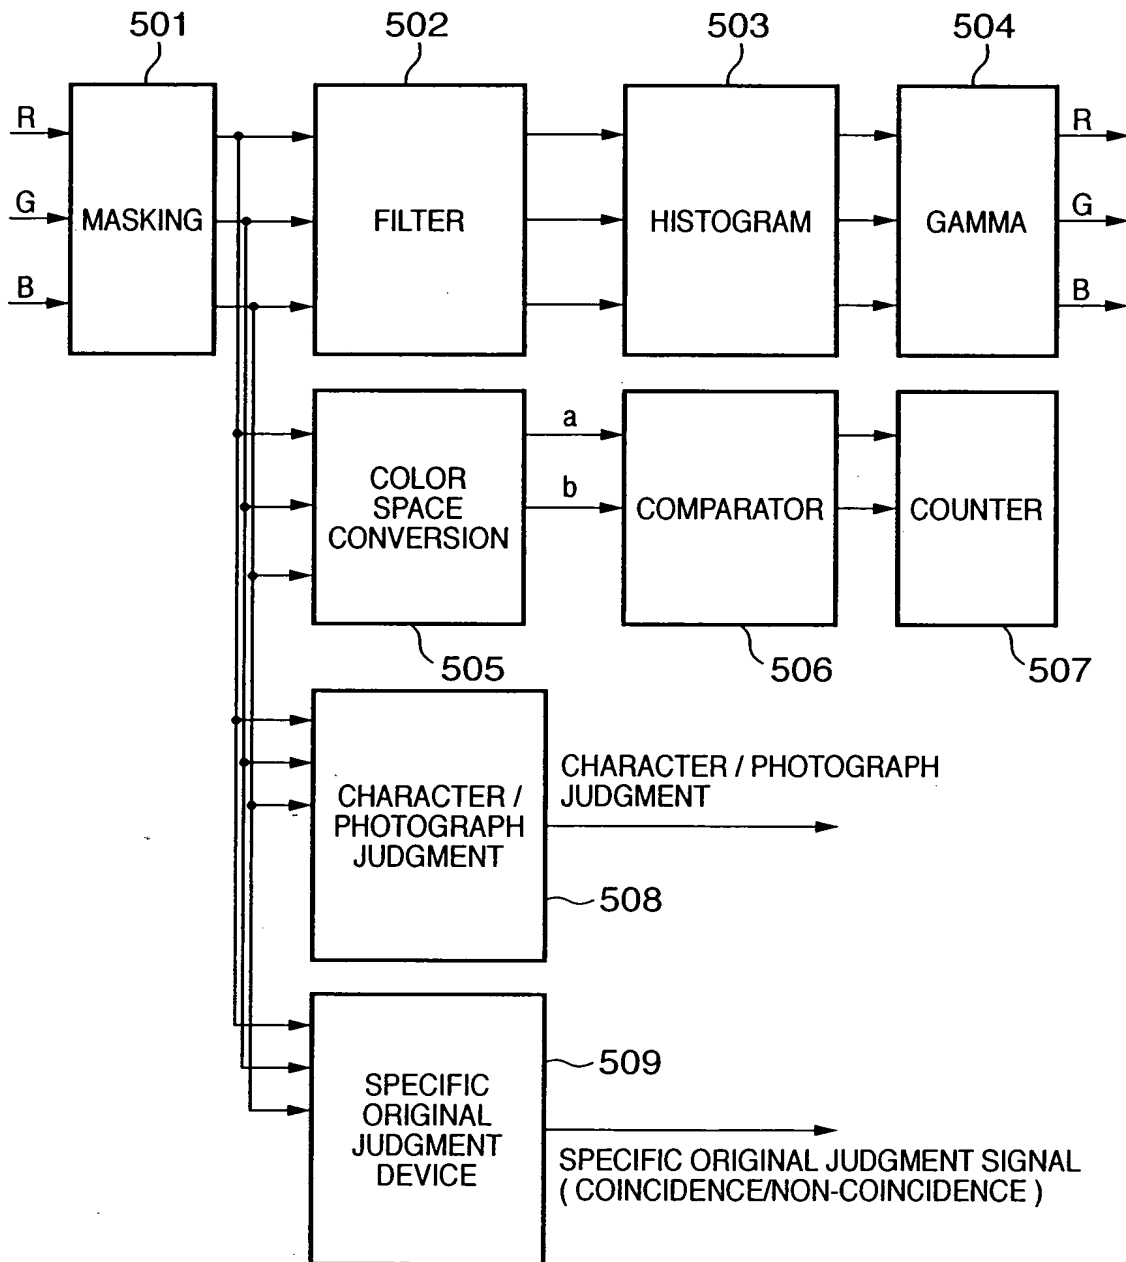 501 502 503 504
R R
G MASKING FILTER HISTOGRAM GAMMA G
B B
a
COLOR
SPACE
CONVERSION
b
COMPARATOR COUNTER
505 506 507
CHARACTER /
PHOTOGRAPH
JUDGMENT
CHARACTER / PHOTOGRAPH
JUDGMENT
508
SPECIFIC
ORIGINAL
JUDGMENT
DEVICE
509
SPECIFIC ORIGINAL JUDGMENT SIGNAL
( COINCIDENCE/NON-COINCIDENCE )